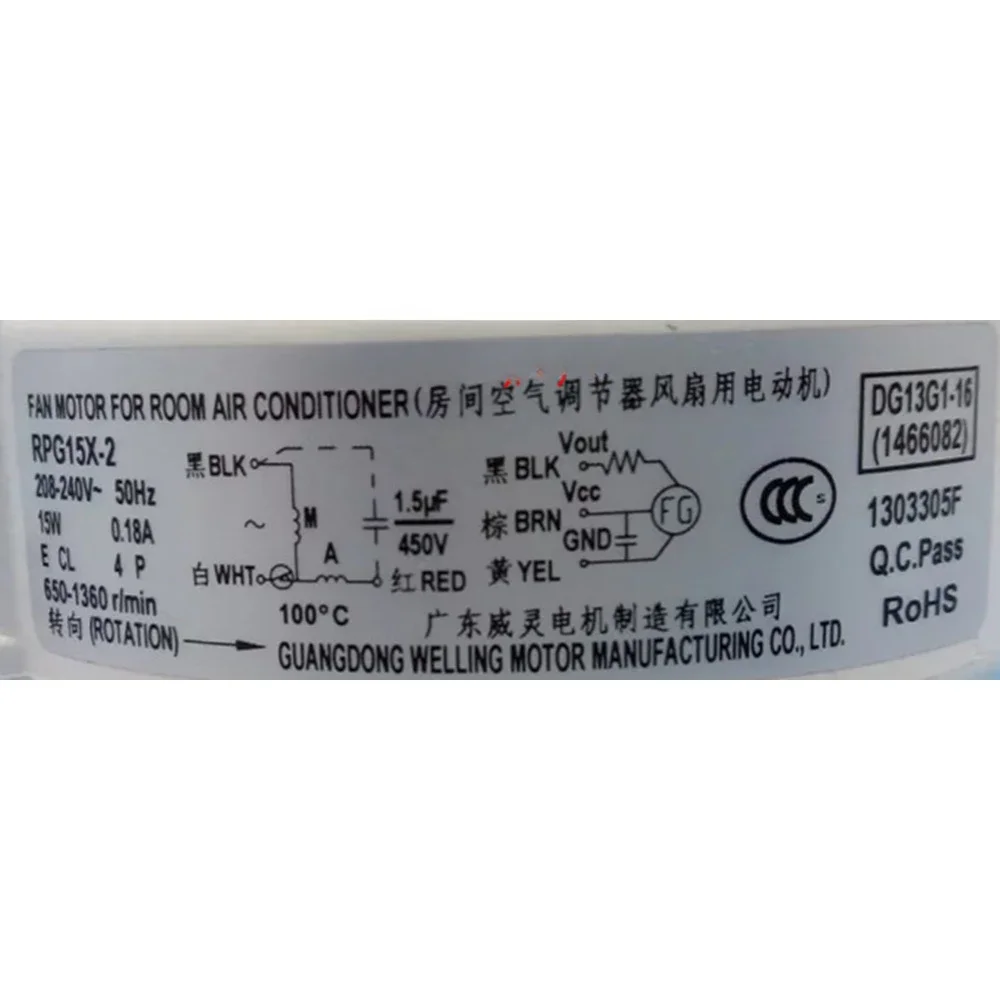 FAN MOTOR FOR ROOM AIR CONDITIONER (房间空气调节器风扇用电动机)
RPG15X-2
208-240V~ 50Hz
15W 0.18A
E CL 4 P
650-1360 r/min
转向 (ROTATION)
黑 BLK
~
M
A
1.5μF
450V
白 WHT
红 RED
100°C
Vout
黑 BLK
Vcc
棕 BRN
GND
黄 YEL
FG
CCC S
广东威灵电机制造有限公司
GUANGDONG WELLING MOTOR MANUFACTURING CO., LTD.
DG13G1-16
(1466082)
1303305F
Q.C.Pass
RoHS